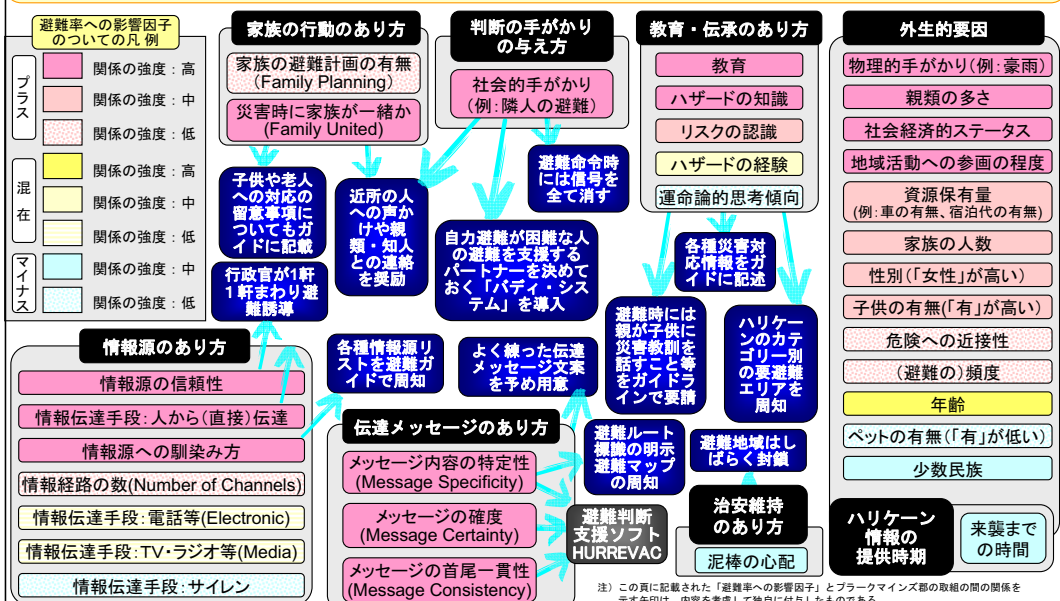 避難率への影響因子
のついての凡例
プラス
関係の強度：高
関係の強度：中
関係の強度：低
混在
関係の強度：高
関係の強度：中
関係の強度：低
マイナス
関係の強度：中
関係の強度：低
家族の行動のあり方
家族の避難計画の有無
(Family Planning)
災害時に家族が一緒か
(Family United)
判断の手がかり
の与え方
社会的手がかり
(例：隣人の避難)
教育・伝承のあり方
教育
ハザードの知識
リスクの認識
ハザードの経験
運命論的思考傾向
外生的要因
物理的手がかり(例：豪雨)
親類の多さ
社会経済的ステータス
地域活動への参画の程度
資源保有量
(例：車の有無、宿泊代の有無)
家族の人数
性別(「女性」が高い)
子供の有無(「有」が高い)
危険への近接性
(避難の)頻度
年齢
ペットの有無(「有」が低い)
少数民族
子供や老人
への対応の
留意事項に
ついてもガ
イドに記載
近所の人
への声か
けや親
類・知人
との連絡
を奨励
避難命令時
には信号を
全て消す
自力避難が困難な人
の避難を支援する
パートナーを決めて
おく「バディ・シス
テム」を導入
各種災害対
応情報をガ
イドに記述
行政官が1軒
1軒まわり避
難誘導
各種情報源リ
ストを避難ガ
イドで周知
よく練った伝達
メッセージ文案
を予め用意
避難時には
親が子供に
災害教訓を
話すこと等
をガイドラ
インで要請
ハリケー
ンのカテ
ゴリー別
の要避難
エリアを
周知
情報源のあり方
情報源の信頼性
情報伝達手段：人から(直接)伝達
情報源への馴染み方
情報経路の数(Number of Channels)
情報伝達手段：電話等(Electronic)
情報伝達手段：TV・ラジオ等(Media)
情報伝達手段：サイレン
伝達メッセージのあり方
メッセージ内容の特定性
(Message Specificity)
メッセージの確度
(Message Certainty)
メッセージの首尾一貫性
(Message Consistency)
避難ルート
標識の明示
避難マップ
の周知
避難地域はし
ばらく封鎖
避難判断
支援ソフト
HURREVAC
治安維持
のあり方
泥棒の心配
ハリケーン
情報の
提供時期
来襲まで
の時間
注）この頁に記載された「避難率への影響因子」とプラークマインズ郡の取組の間の関係を
示す矢印は、内容を考慮して独自に付与したものである。